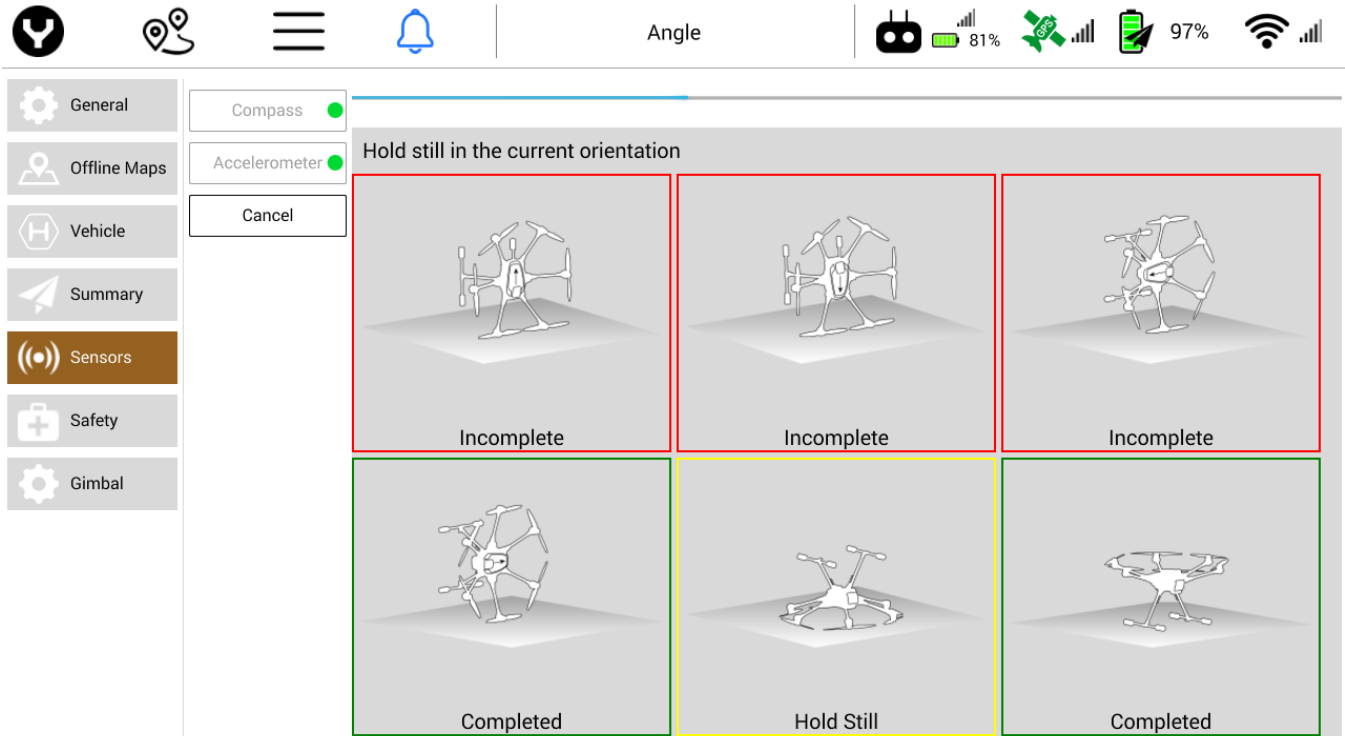 Angle
81%
GPS
97%
General
Offline Maps
Vehicle
Summary
Sensors
Safety
Gimbal
Compass
Accelerometer
Cancel
Hold still in the current orientation
Incomplete
Incomplete
Incomplete
Completed
Hold Still
Completed